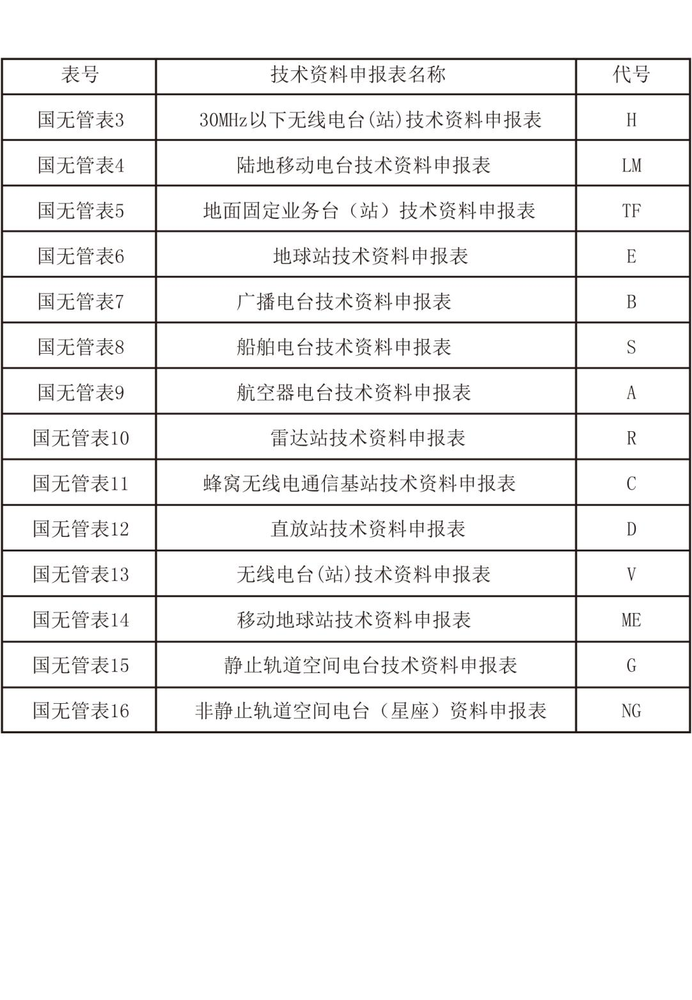 表号 技术资料申报表名称 代号
国无管表3 30MHz以下无线电台(站)技术资料申报表 H
国无管表4 陆地移动电台技术资料申报表 LM
国无管表5 地面固定业务台（站）技术资料申报表 TF
国无管表6 地球站技术资料申报表 E
国无管表7 广播电台技术资料申报表 B
国无管表8 船舶电台技术资料申报表 S
国无管表9 航空器电台技术资料申报表 A
国无管表10 雷达站技术资料申报表 R
国无管表11 蜂窝无线电通信基站技术资料申报表 C
国无管表12 直放站技术资料申报表 D
国无管表13 无线电台(站)技术资料申报表 V
国无管表14 移动地球站技术资料申报表 ME
国无管表15 静止轨道空间电台技术资料申报表 G
国无管表16 非静止轨道空间电台（星座）资料申报表 NG